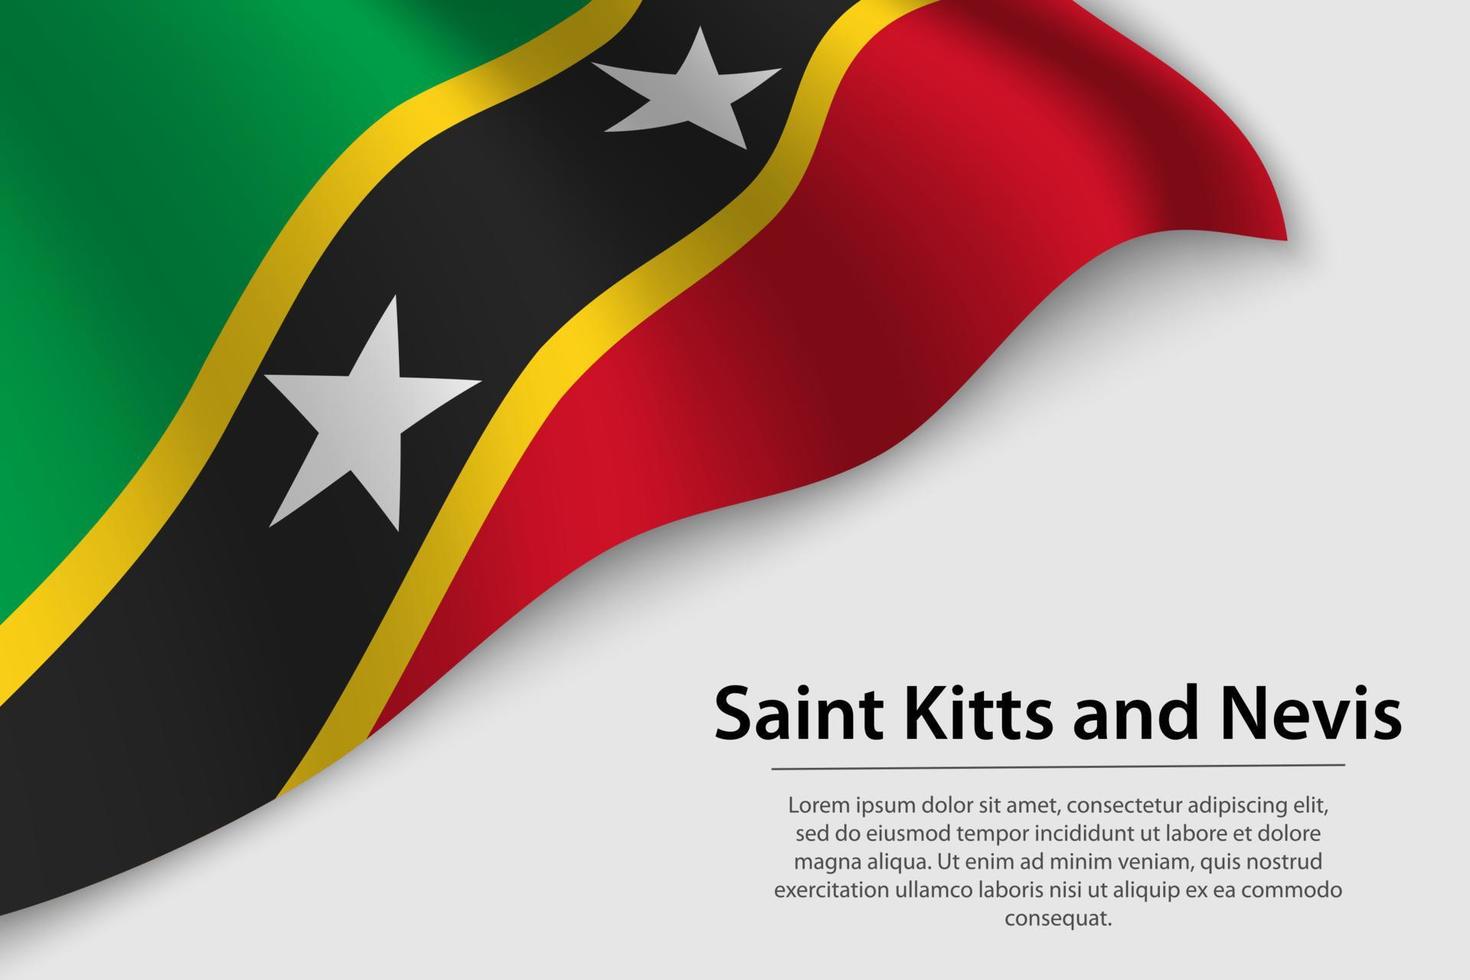 Saint Kitts and Nevis
Lorem ipsum dolor sit amet, consectetur adipiscing elit,
sed do eiusmod tempor incididunt ut labore et dolore
magna aliqua. Ut enim ad minim veniam, quis nostrud
exercitation ullamco laboris nisi ut aliquip ex ea commodo
consequat.